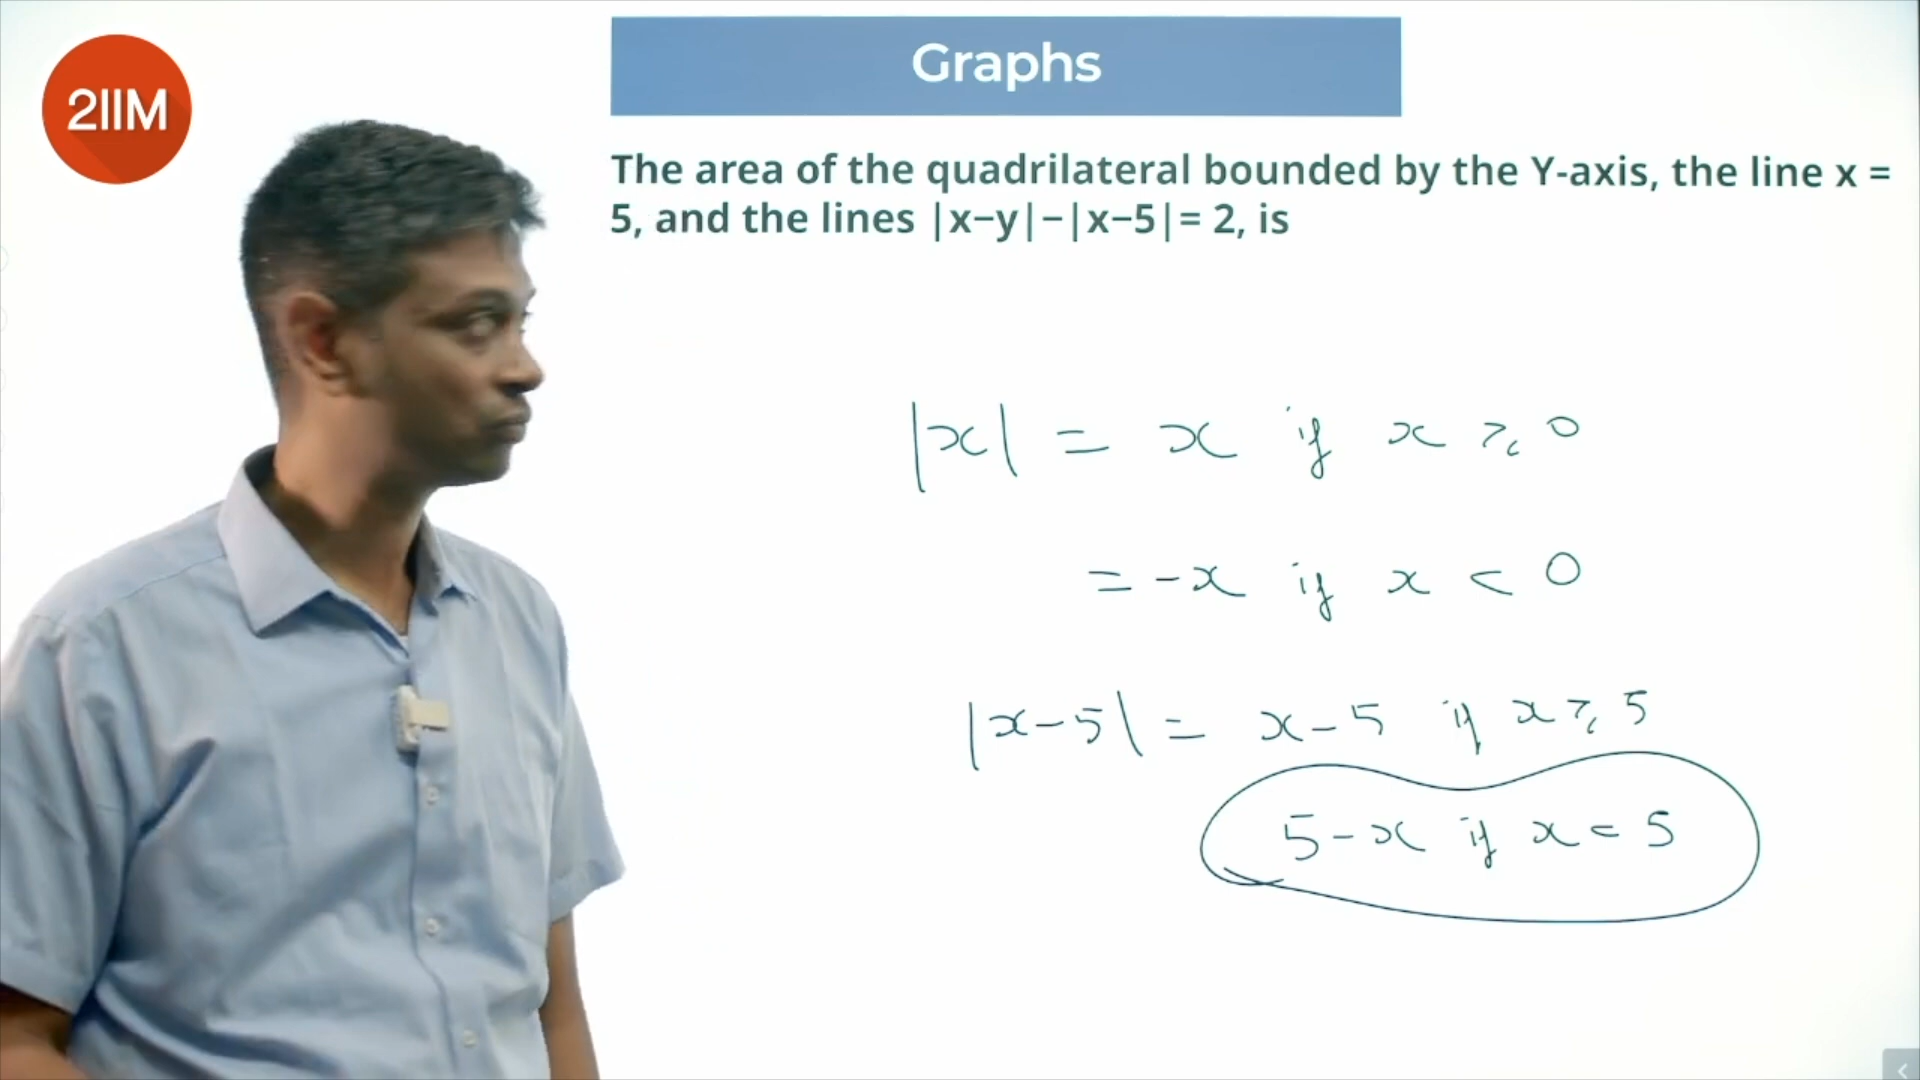 2IIM
Graphs
The area of the quadrilateral bounded by the Y-axis, the line x =
5, and the lines |x−y|−|x−5|= 2, is
|x| = x if x ≥ 0
= -x if x < 0
|x-5| = x-5 if x ≥ 5
5-x if x < 5